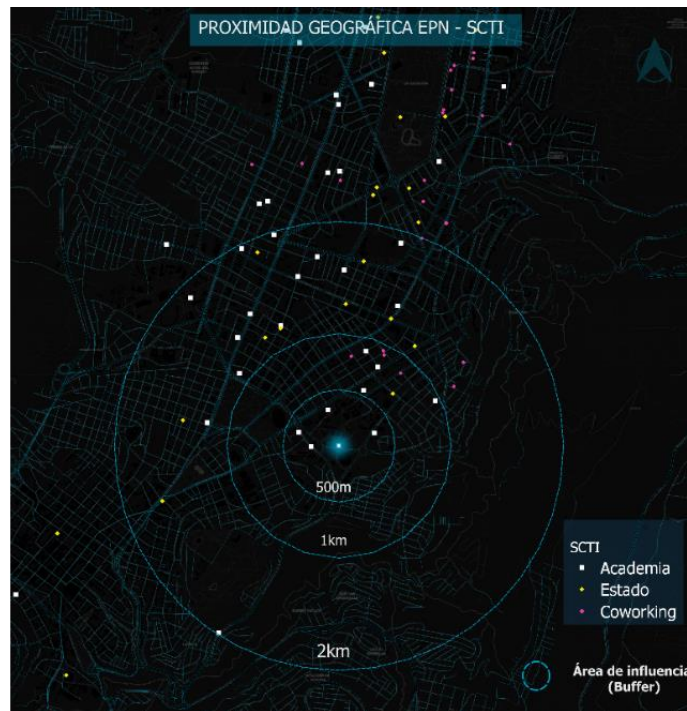 PROXIMIDAD GEOGRÁFICA EPN - SCTI
500m
1km
2km
SCTI
Academia
Estado
Coworking
Área de influencia
(Buffer)